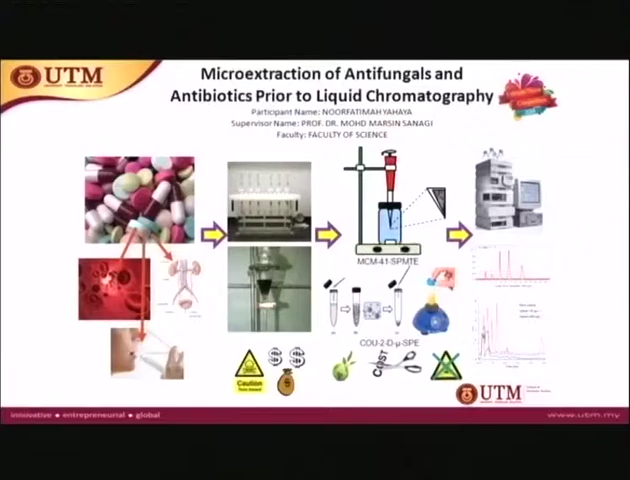 UTM
Microextraction of Antifungals and
Antibiotics Prior to Liquid Chromatography
Participant Name: NOORFATIMAH YAHAYA
Supervisor Name: PROF. DR. MOHD MARSIN SANAGI
Faculty: FACULTY OF SCIENCE
MCM-41-SPMTE
COU-2-D-µ-SPE
Caution
COST
UTM
innovative ● entrepreneurial ● global
www.utm.my